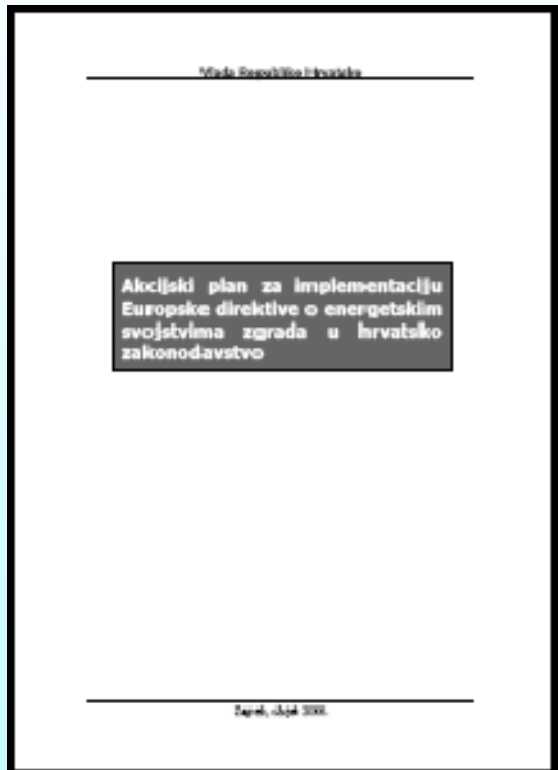 Vlada Republike Hrvatske
Akcijski plan za implementaciju
Europske direktive o energetskim
svojstvima zgrada u hrvatsko
zakonodavstvo
Zagreb,